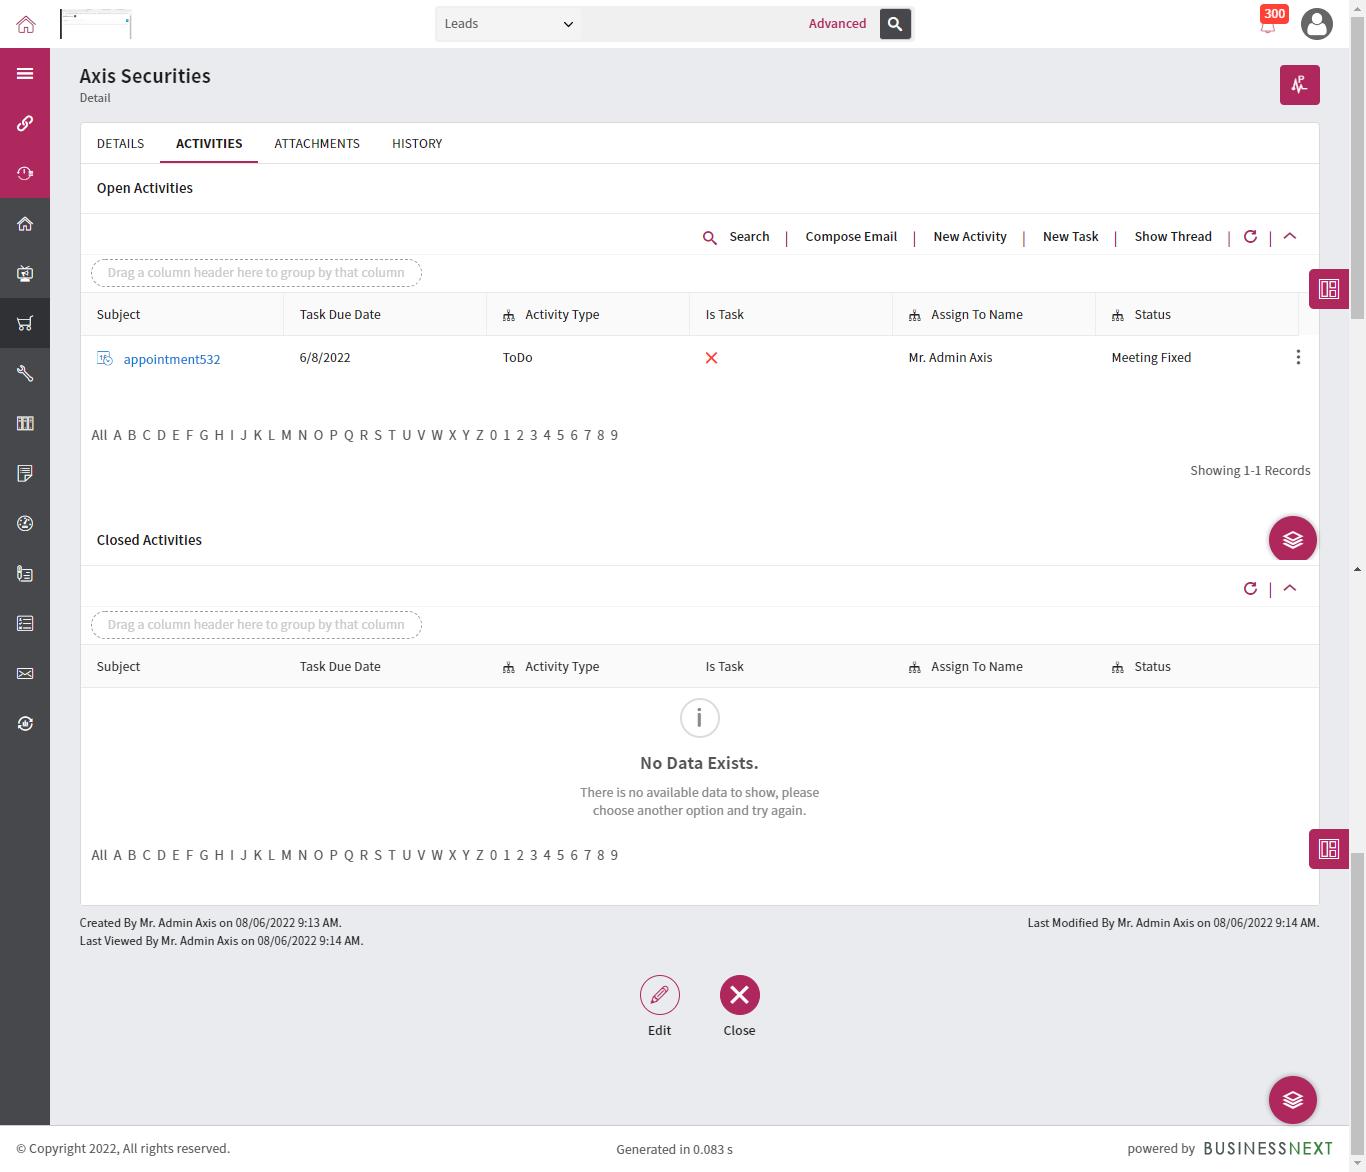 Leads
Advanced
300
Axis Securities
Detail
DETAILS ACTIVITIES ATTACHMENTS HISTORY
Open Activities
Search | Compose Email | New Activity | New Task | Show Thread | |
Drag a column header here to group by that column
Subject Task Due Date Activity Type Is Task Assign To Name Status
appointment532 6/8/2022 ToDo Mr. Admin Axis Meeting Fixed
All A B C D E F G H I J K L M N O P Q R S T U V W X Y Z 0 1 2 3 4 5 6 7 8 9
Showing 1-1 Records
Closed Activities
|
Drag a column header here to group by that column
Subject Task Due Date Activity Type Is Task Assign To Name Status
No Data Exists.
There is no available data to show, please
choose another option and try again.
All A B C D E F G H I J K L M N O P Q R S T U V W X Y Z 0 1 2 3 4 5 6 7 8 9
Created By Mr. Admin Axis on 08/06/2022 9:13 AM. Last Modified By Mr. Admin Axis on 08/06/2022 9:14 AM.
Last Viewed By Mr. Admin Axis on 08/06/2022 9:14 AM.
Edit Close
© Copyright 2022, All rights reserved. Generated in 0.083 s powered by BUSINESSNEXT